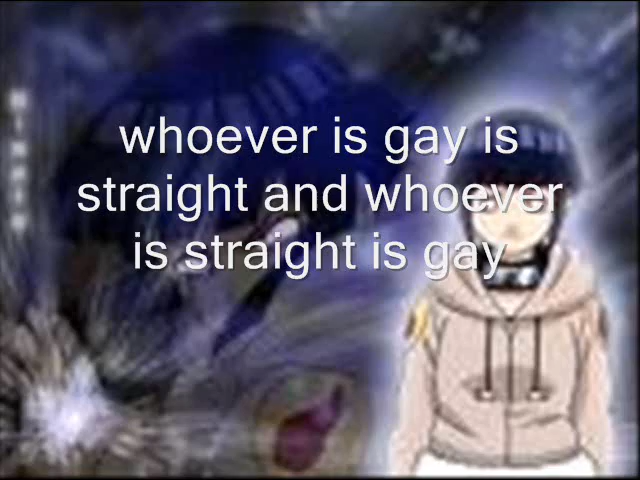 whoever is gay is
straight and whoever
is straight is gay